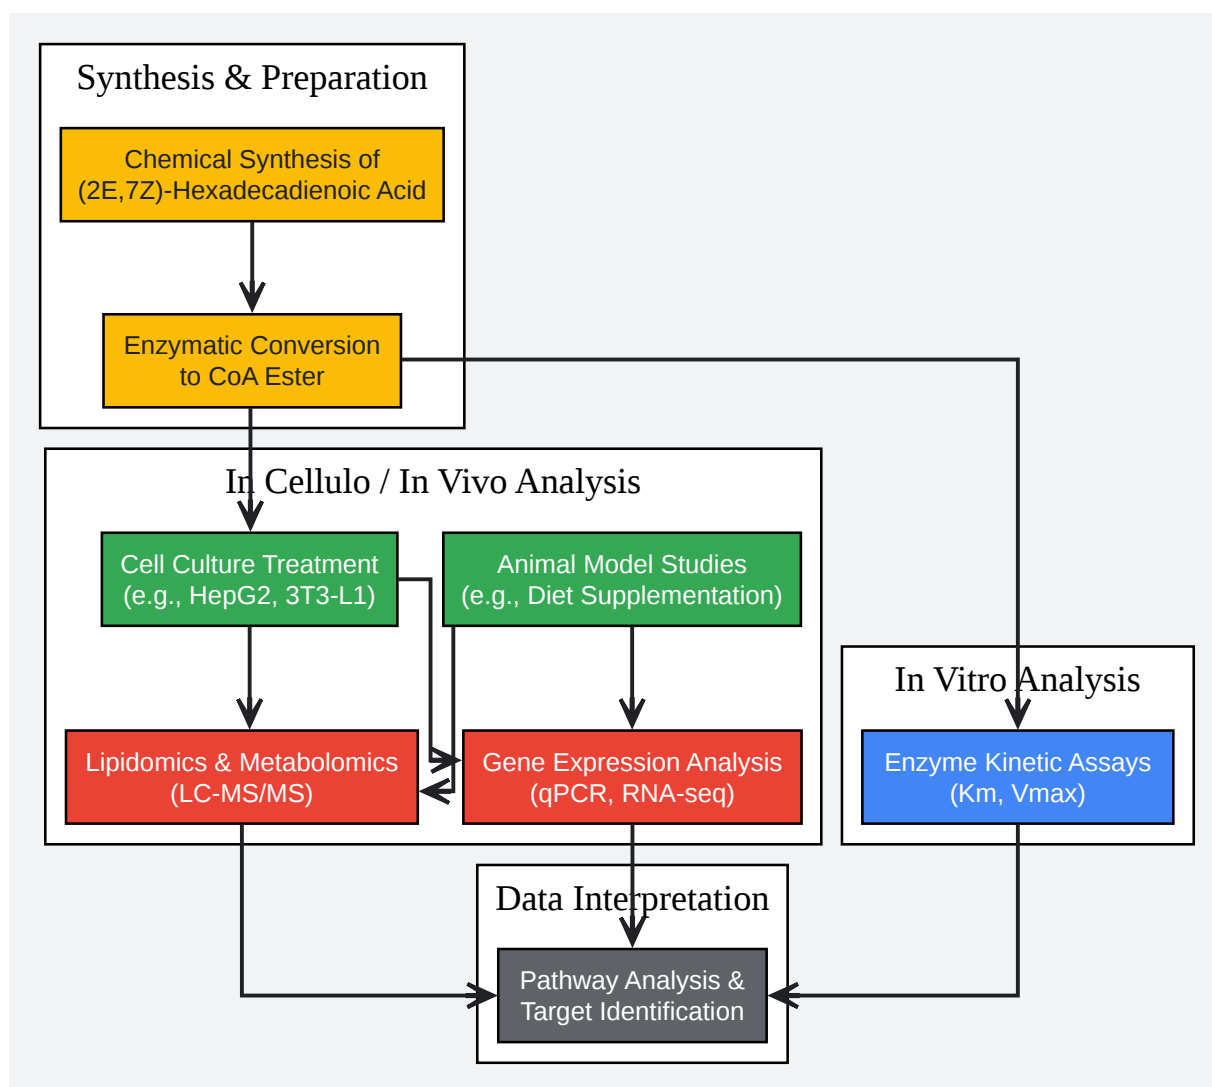 Synthesis & Preparation
Chemical Synthesis of
(2E,7Z)-Hexadecadienoic Acid
Enzymatic Conversion
to CoA Ester
In Cellulo / In Vivo Analysis
Cell Culture Treatment
(e.g., HepG2, 3T3-L1)
Animal Model Studies
(e.g., Diet Supplementation)
Lipidomics & Metabolomics
(LC-MS/MS)
Gene Expression Analysis
(qPCR, RNA-seq)
In Vitro Analysis
Enzyme Kinetic Assays
(Km, Vmax)
Data Interpretation
Pathway Analysis &
Target Identification